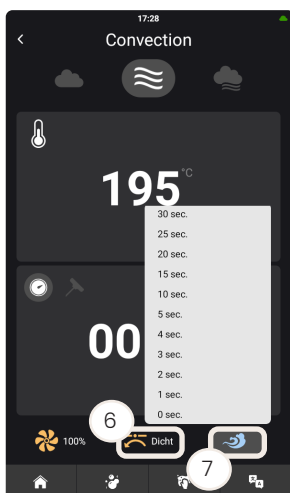 17:28
Convection
195 °C
30 sec.
25 sec.
20 sec.
15 sec.
10 sec.
5 sec.
4 sec.
3 sec.
2 sec.
1 sec.
0 sec.
00
6
100%
Dicht
7